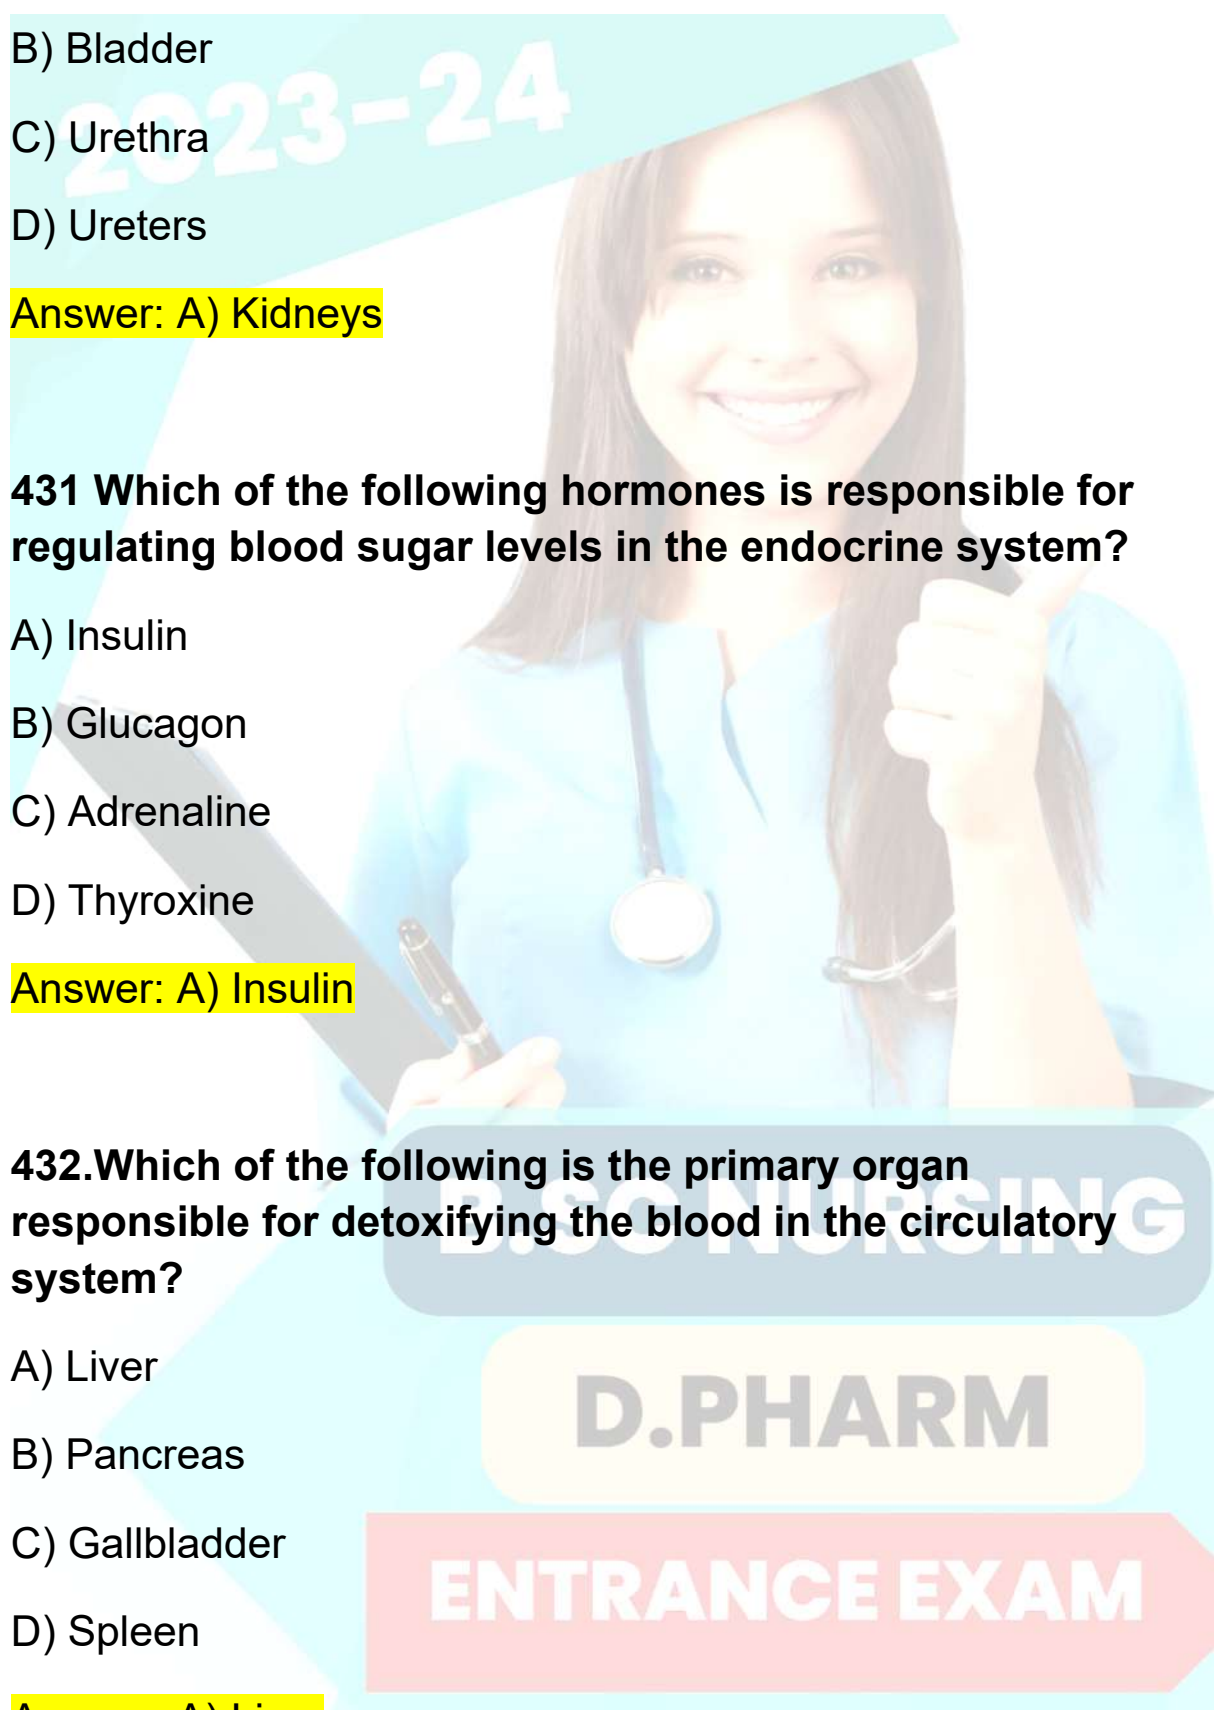 B) Bladder
2023-24
C) Urethra
D) Ureters
Answer: A) Kidneys
431 Which of the following hormones is responsible for
regulating blood sugar levels in the endocrine system?
A) Insulin
B) Glucagon
C) Adrenaline
D) Thyroxine
Answer: A) Insulin
432.Which of the following is the primary organ
responsible for detoxifying the blood in the circulatory
system?
B.SC NURSING
A) Liver
D.PHARM
B) Pancreas
C) Gallbladder
ENTRANCE EXAM
D) Spleen